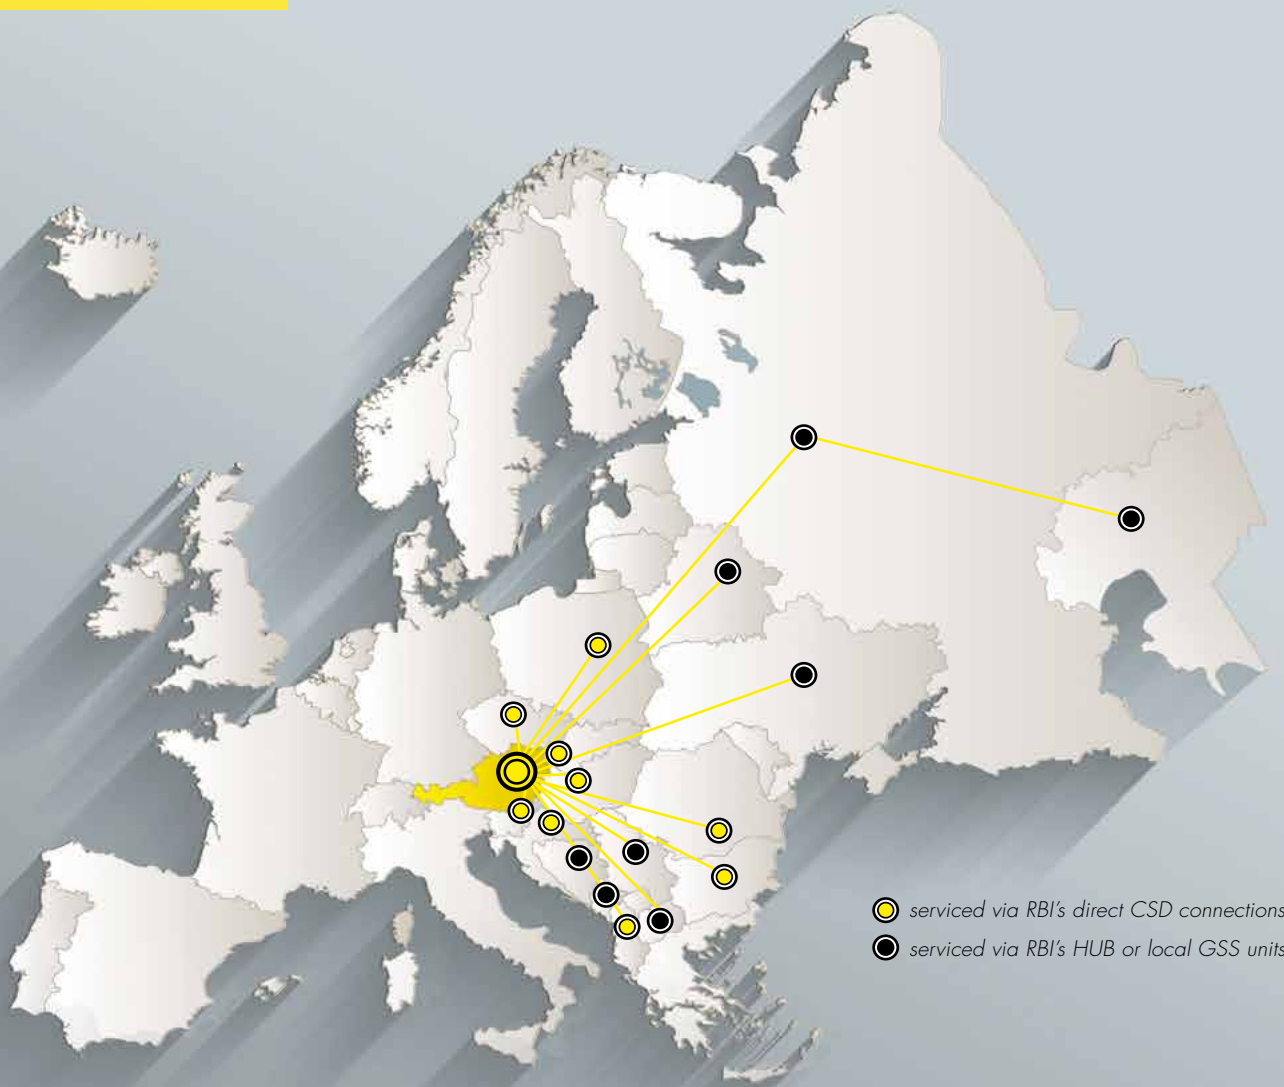 serviced via RBI's direct CSD connections
serviced via RBI's HUB or local GSS units